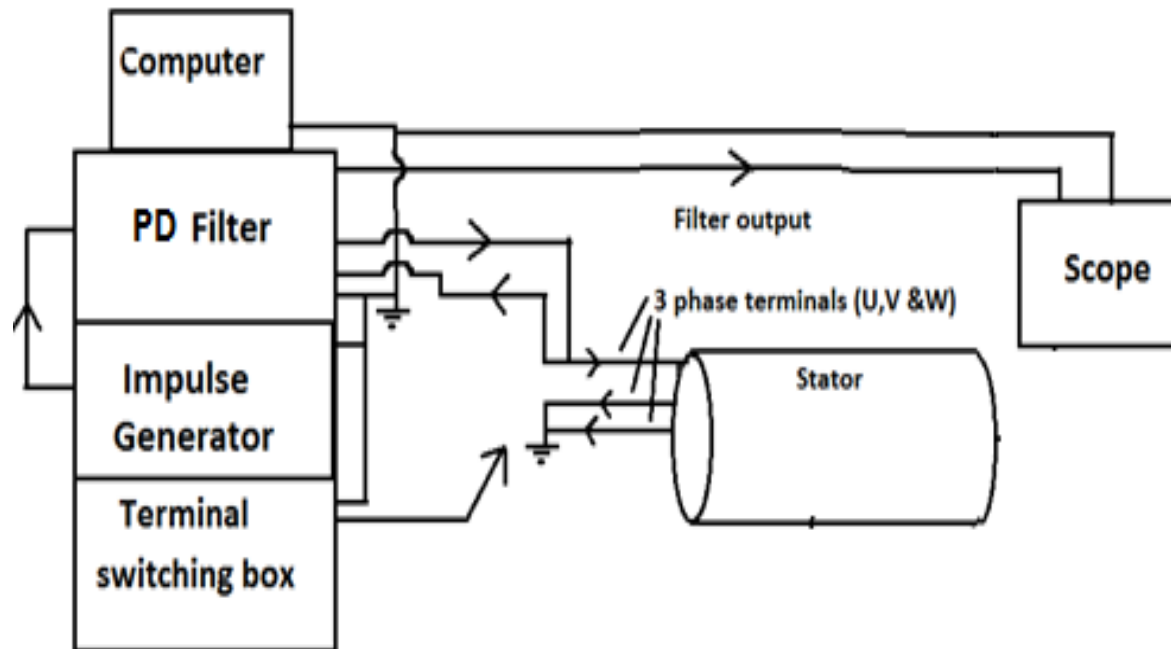 Computer
PD Filter
Filter output
Scope
3 phase terminals (U,V &W)
Stator
Impulse
Generator
Terminal
switching box